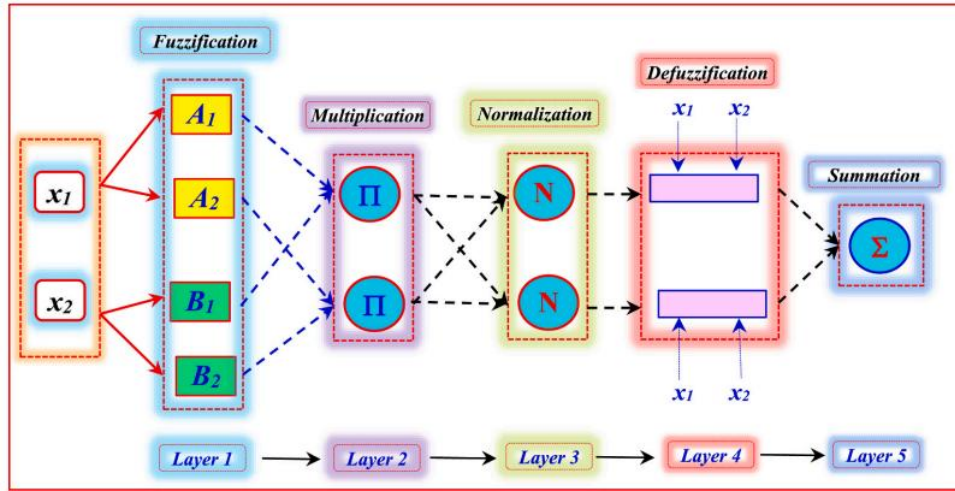 Fuzzification
Defuzzification
Multiplication
Normalization
Summation
x1
x2
A1
A2
B1
B2
Π
Π
N
N
x1 x2
x1 x2
Σ
Layer 1
Layer 2
Layer 3
Layer 4
Layer 5